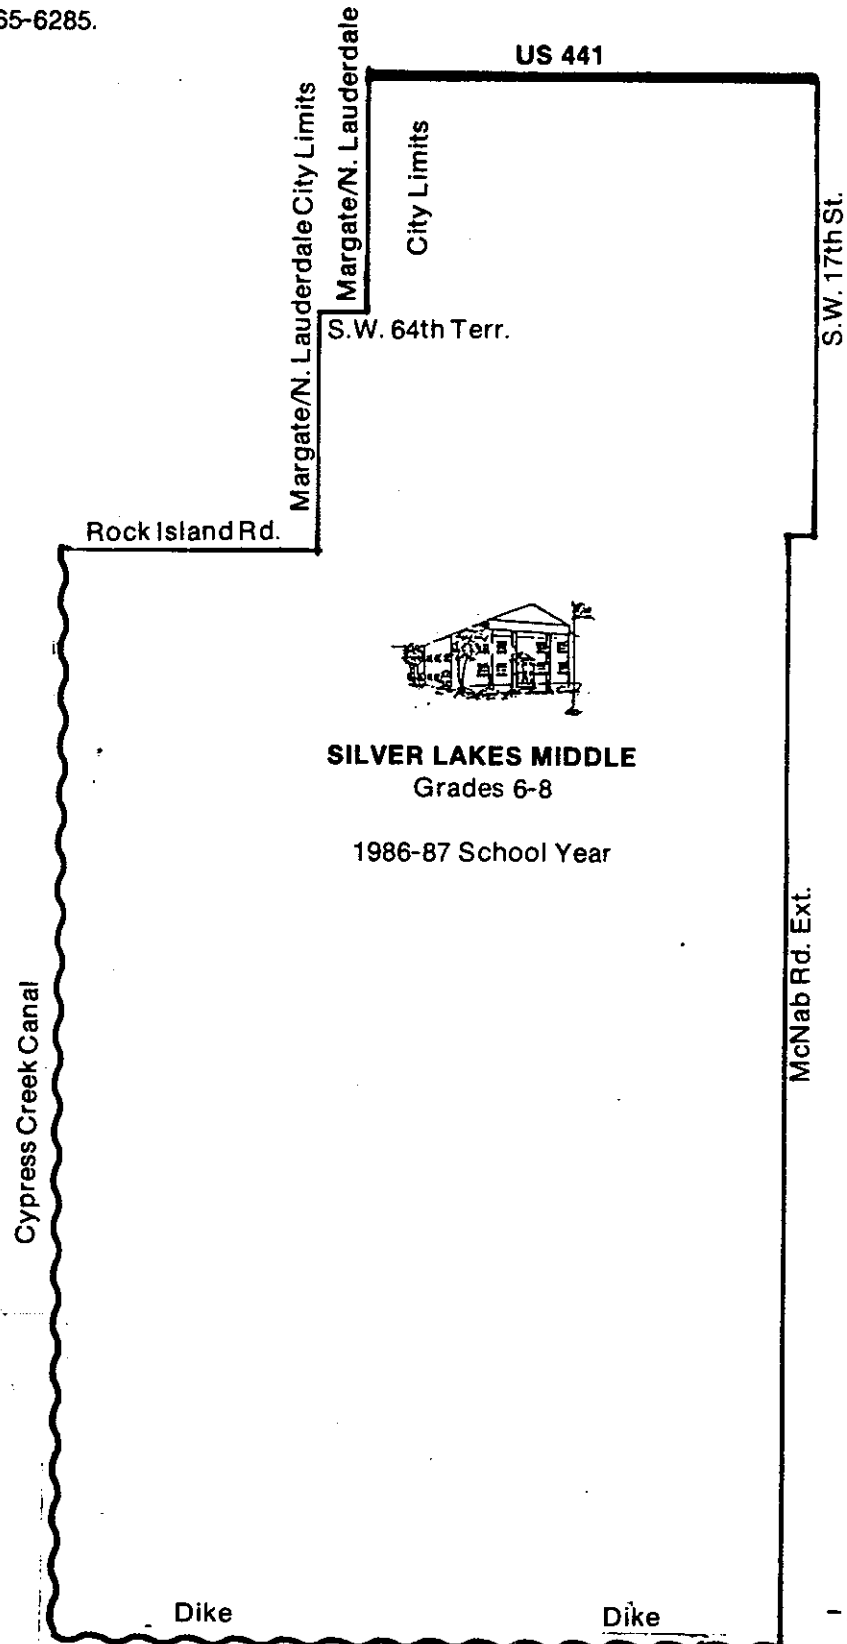 65-6285.
US 441
Margate/N. Lauderdale
City Limits
Margate/N. Lauderdale City Limits
S.W. 17th St.
S.W. 64th Terr.
Rock Island Rd.
SILVER LAKES MIDDLE
Grades 6-8
1986-87 School Year
McNab Rd. Ext.
Cypress Creek Canal
Dike
Dike